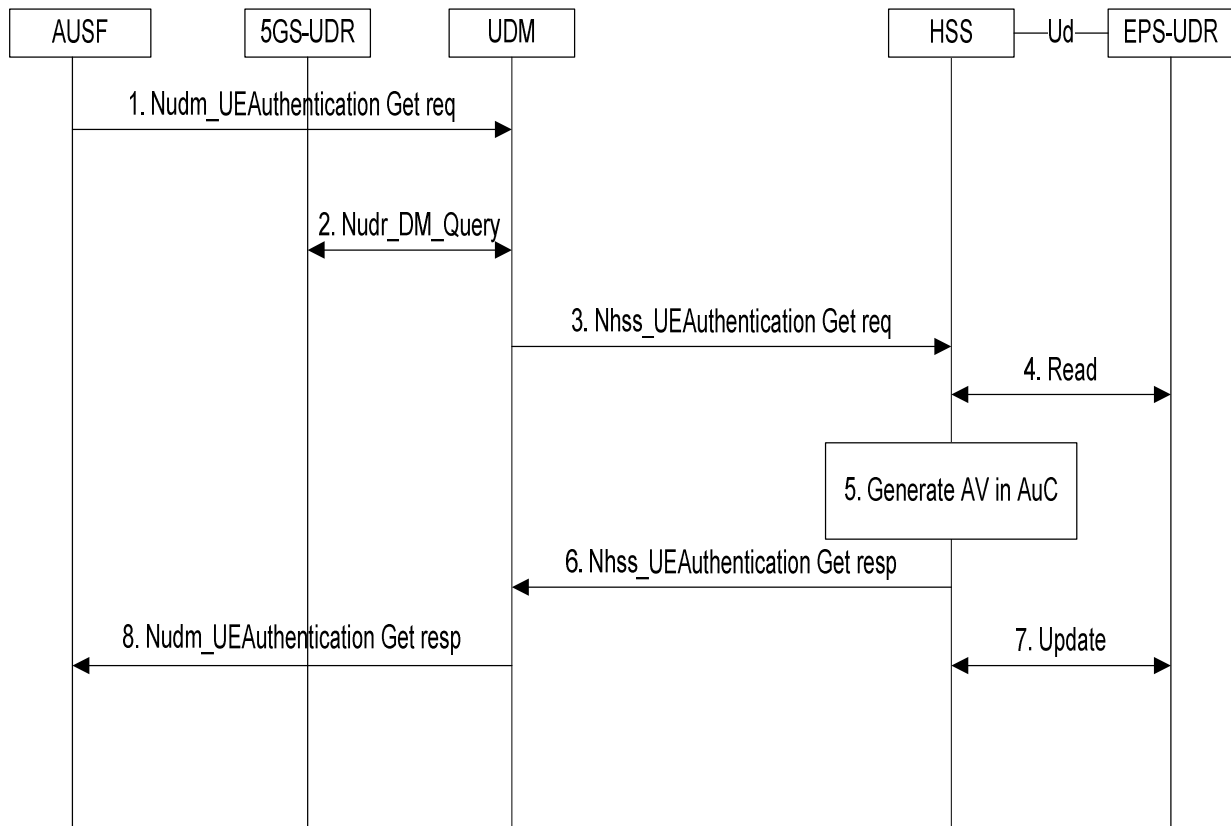 AUSF
5GS-UDR
UDM
HSS
Ud
EPS-UDR
1. Nudm_UEAuthentication Get req
2. Nudr_DM_Query
3. Nhss_UEAuthentication Get req
4. Read
5. Generate AV in AuC
6. Nhss_UEAuthentication Get resp
8. Nudm_UEAuthentication Get resp
7. Update